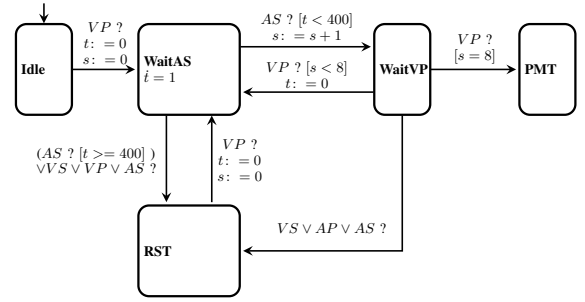 Idle
VP ?
t: = 0
s: = 0
WaitAS
ṫ = 1
AS ? [t < 400]
s: = s + 1
VP ? [s < 8]
t: = 0
WaitVP
VP ?
[s = 8]
PMT
(AS ? [t >= 400] )
∨VS ∨ VP ∨ AS ?
VP ?
t: = 0
s: = 0
RST
VS ∨ AP ∨ AS ?